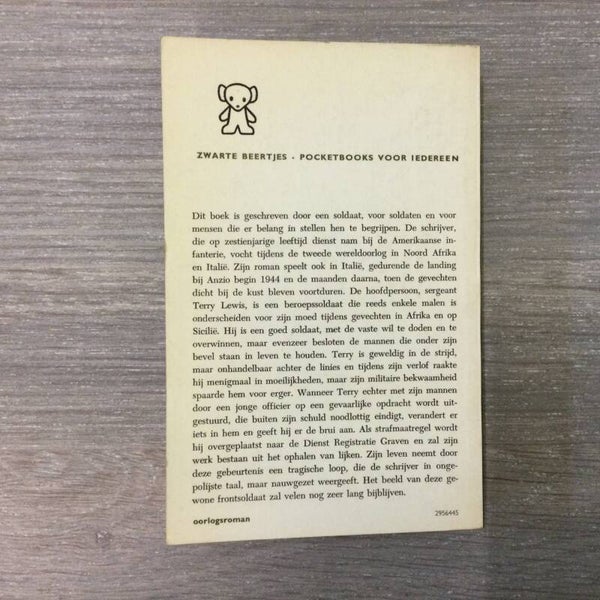 ZWARTE BEERTJES • POCKETBOOKS VOOR IEDEREEN
Dit boek is geschreven door een soldaat, voor soldaten en voor
mensen die er belang in stellen hen te begrijpen. De schrijver,
die op zestienjarige leeftijd dienst nam bij de Amerikaanse in-
fanterie, vocht tijdens de tweede wereldoorlog in Noord Afrika
en Italië. Zijn roman speelt ook in Italië, gedurende de landing
bij Anzio begin 1944 en de maanden daarna, toen de gevechten
dicht bij de kust bleven voortduren. De hoofdpersoon, sergeant
Terry Lewis, is een beroepssoldaat die reeds enkele malen is
onderscheiden voor zijn moed tijdens gevechten in Afrika en op
Sicilië. Hij is een goed soldaat, met de vaste wil te doden en te
overwinnen, maar evenzeer besloten de mannen die onder zijn
bevel staan in leven te houden. Terry is geweldig in de strijd,
maar onhandelbaar achter de linies en tijdens zijn verlof raakte
hij menigmaal in moeilijkheden, maar zijn militaire bekwaamheid
spaarde hem voor erger. Wanneer Terry echter met zijn mannen
door een jonge officier op een gevaarlijke opdracht wordt uit-
gestuurd, die buiten zijn schuld noodlottig eindigt, verandert er
iets in hem en geeft hij er de brui aan. Als strafmaatregel wordt
hij overgeplaatst naar de Dienst Registratie Graven en zal zijn
werk bestaan uit het ophalen van lijken. Zijn leven neemt door
deze gebeurtenis een tragische loop, die de schrijver in onge-
polijste taal, maar nauwgezet weergeeft. Het beeld van deze ge-
wone frontsoldaat zal velen nog zeer lang bijblijven.
oorlogsroman
2956445